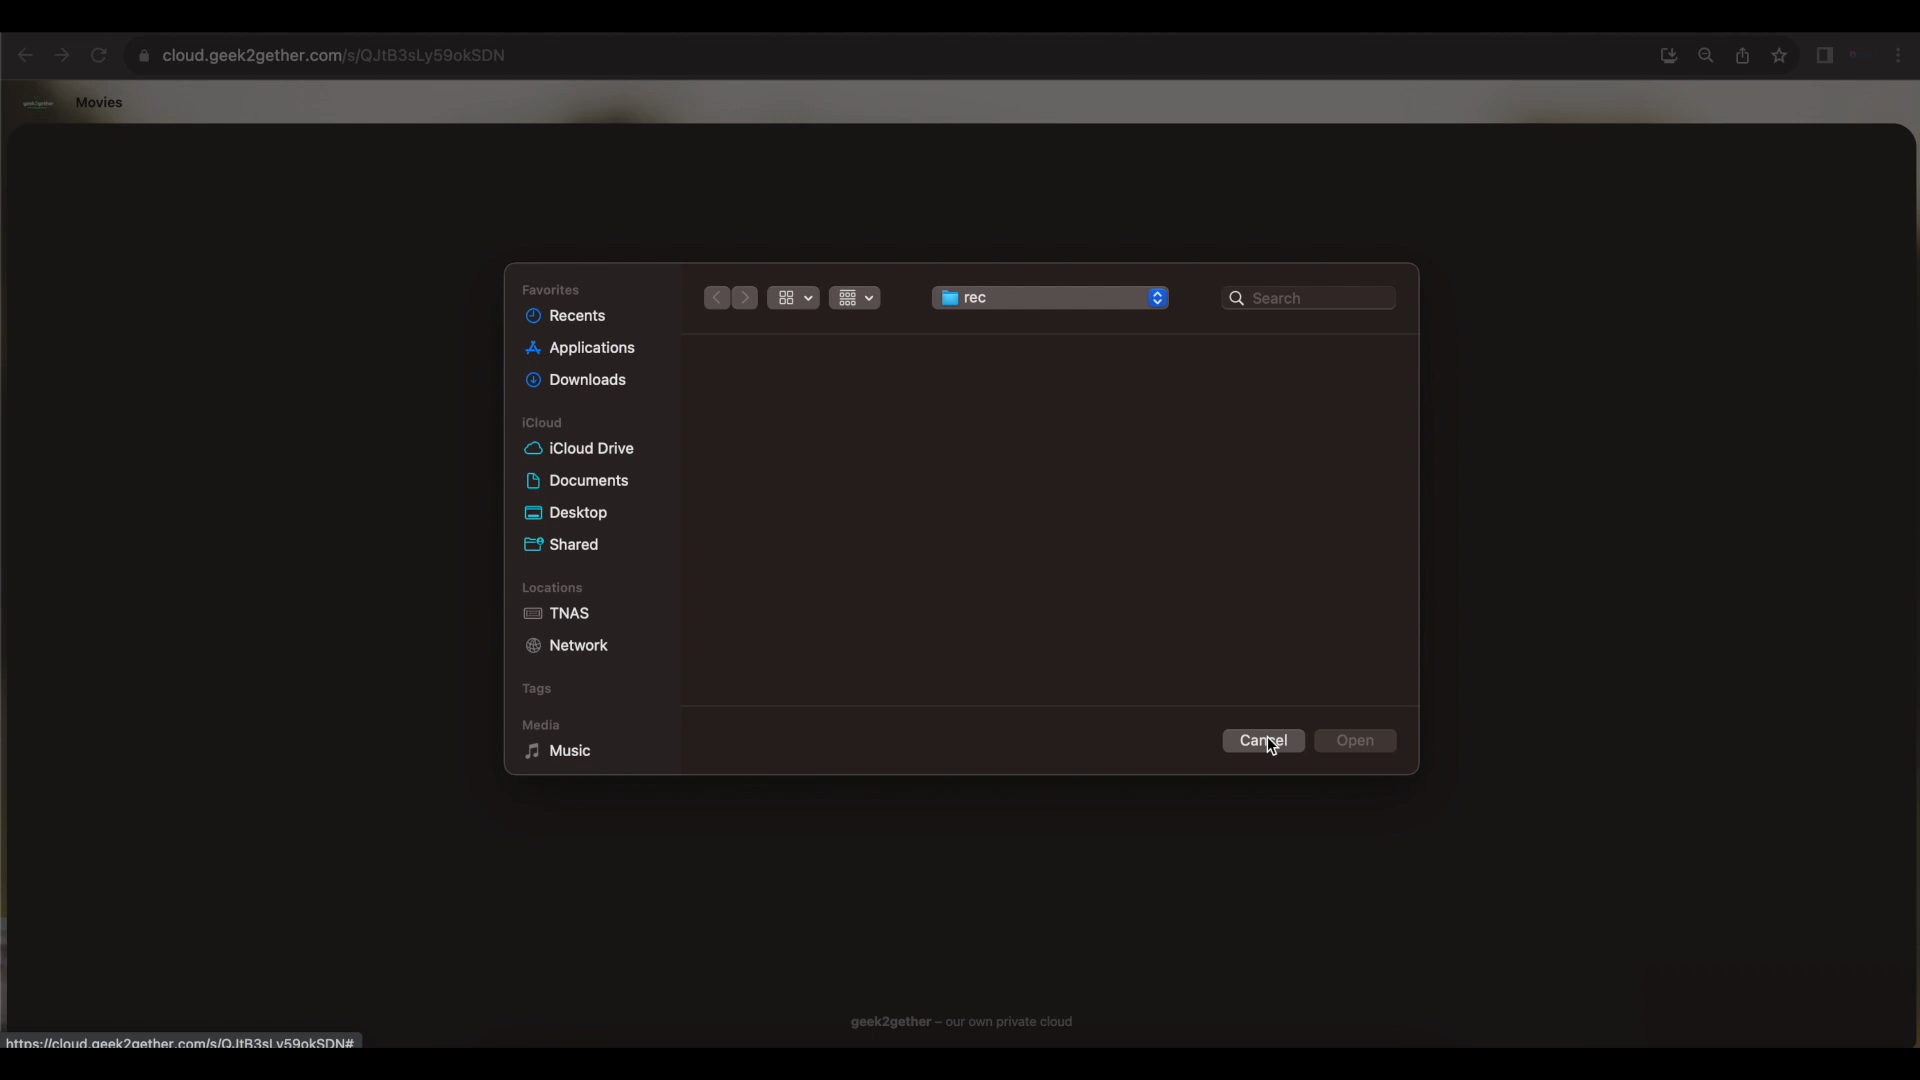 cloud.geek2gether.com/s/QJtB3sLy59okSDN
geek2gether
Movies
Favorites
Recents
Applications
Downloads
iCloud
iCloud Drive
Documents
Desktop
Shared
Locations
TNAS
Network
Tags
Media
Music
rec
Search
Cancel
Open
geek2gether – our own private cloud
https://cloud.geek2gether.com/s/QJtB3sLy59okSDN#